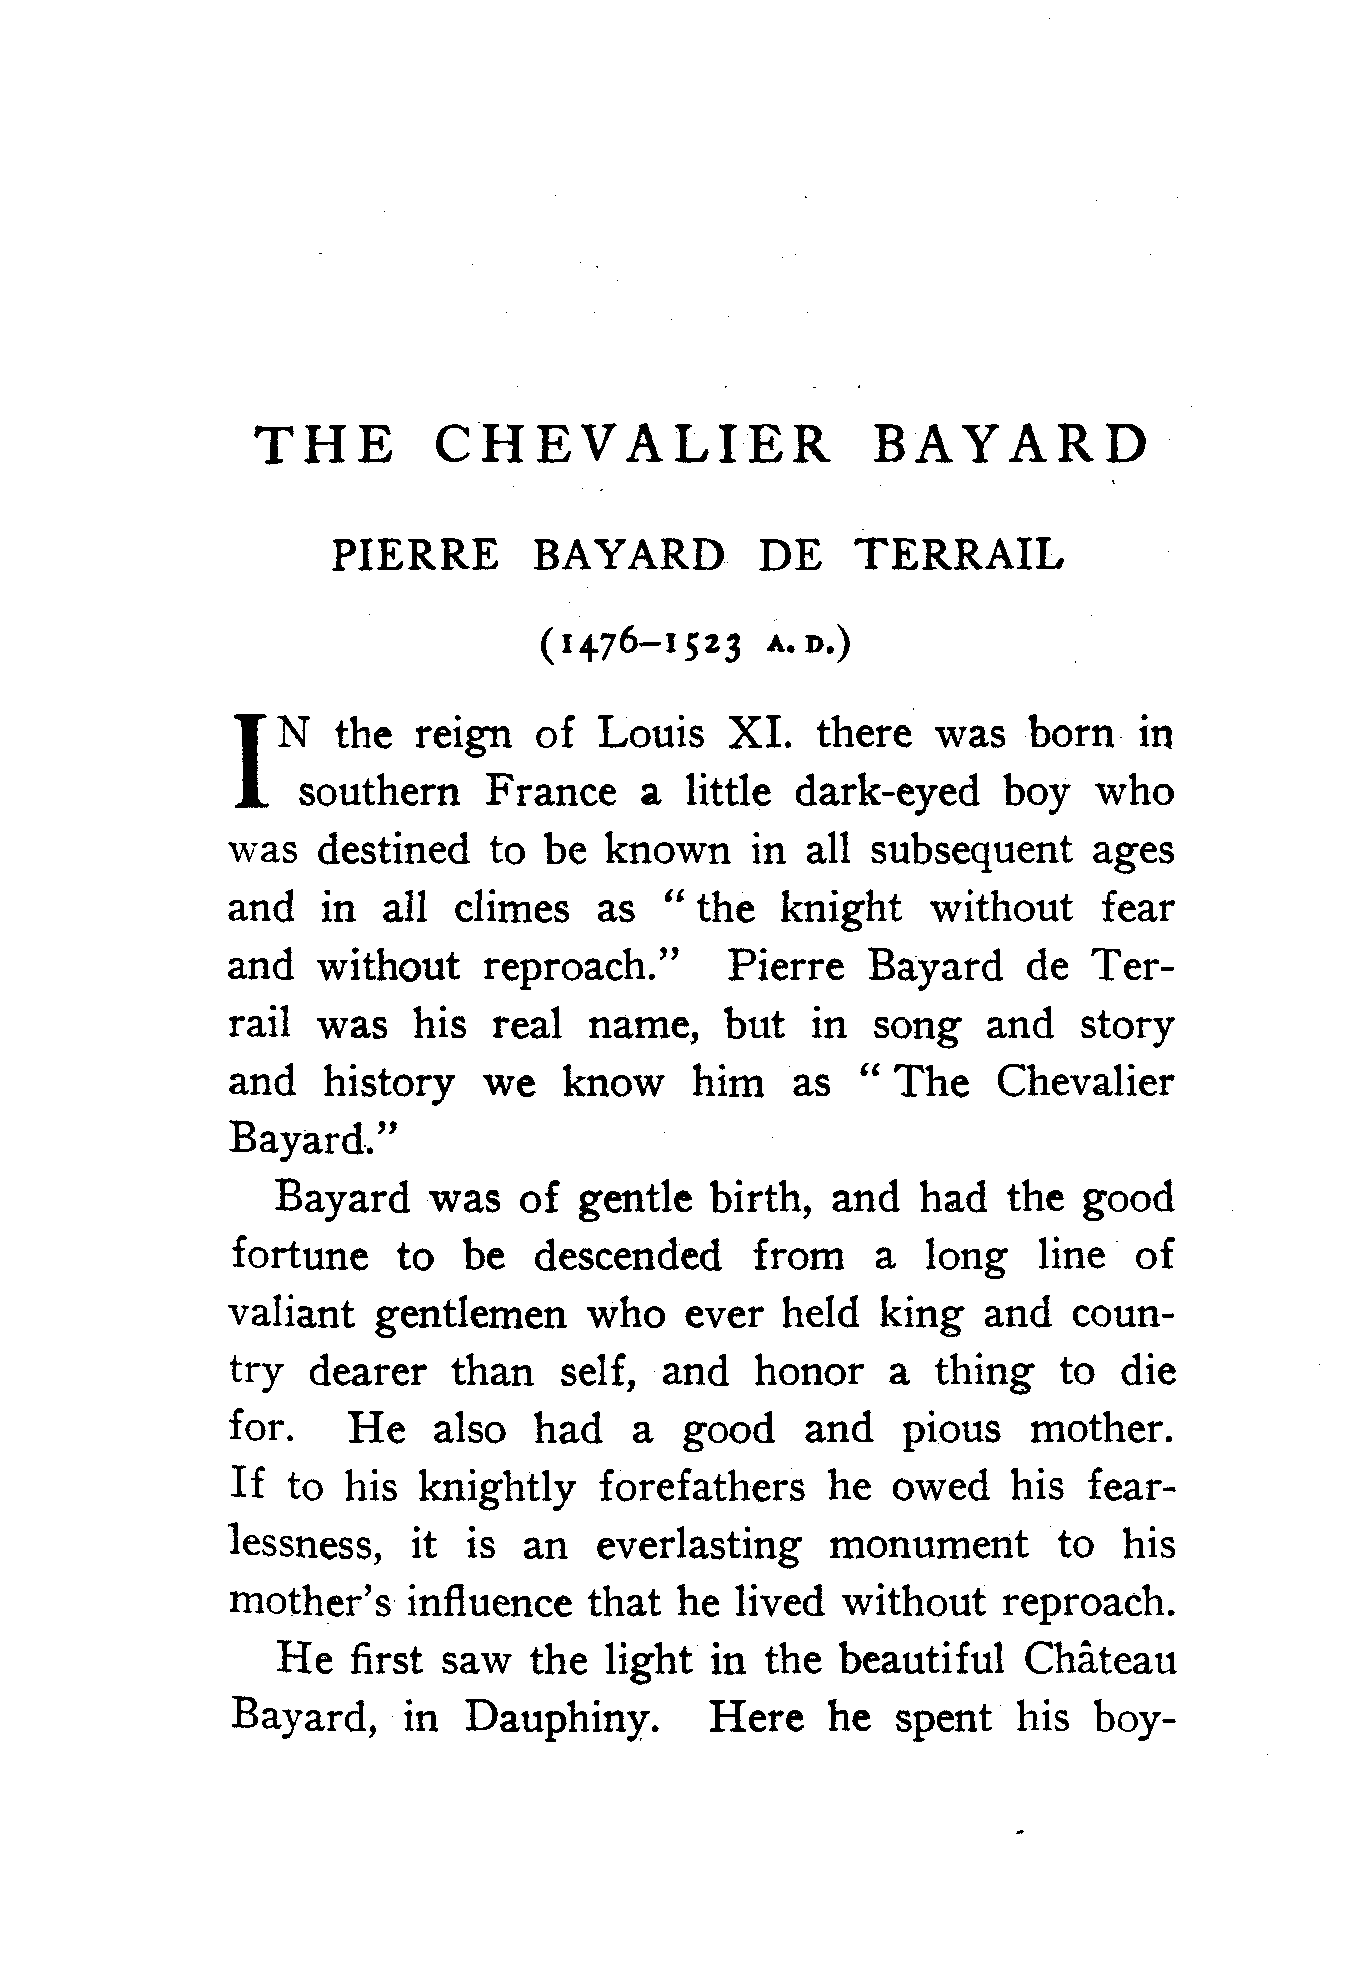 THE CHEVALIER BAYARD
PIERRE BAYARD DE TERRAIL
(1476–1523 A. D.)
IN the reign of Louis XI. there was born in
southern France a little dark-eyed boy who
was destined to be known in all subsequent ages
and in all climes as “ the knight without fear
and without reproach.” Pierre Bayard de Ter-
rail was his real name, but in song and story
and history we know him as “ The Chevalier
Bayard.”
Bayard was of gentle birth, and had the good
fortune to be descended from a long line of
valiant gentlemen who ever held king and coun-
try dearer than self, and honor a thing to die
for. He also had a good and pious mother.
If to his knightly forefathers he owed his fear-
lessness, it is an everlasting monument to his
mother’s influence that he lived without reproach.
He first saw the light in the beautiful Château
Bayard, in Dauphiny. Here he spent his boy-